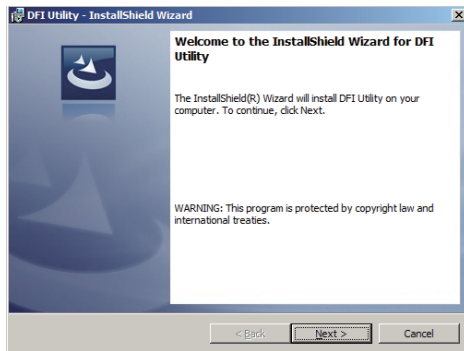 DFI Utility - InstallShield Wizard
Welcome to the InstallShield Wizard for DFI
Utility
The InstallShield(R) Wizard will install DFI Utility on your
computer. To continue, click Next.
WARNING: This program is protected by copyright law and
international treaties.
< Back
Next >
Cancel